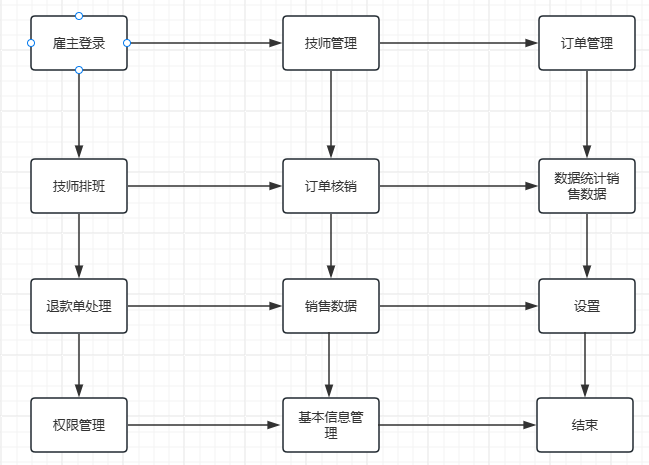 雇主登录
技师管理
订单管理
技师排班
订单核销
数据统计销
售数据
退款单处理
销售数据
设置
权限管理
基本信息管
理
结束